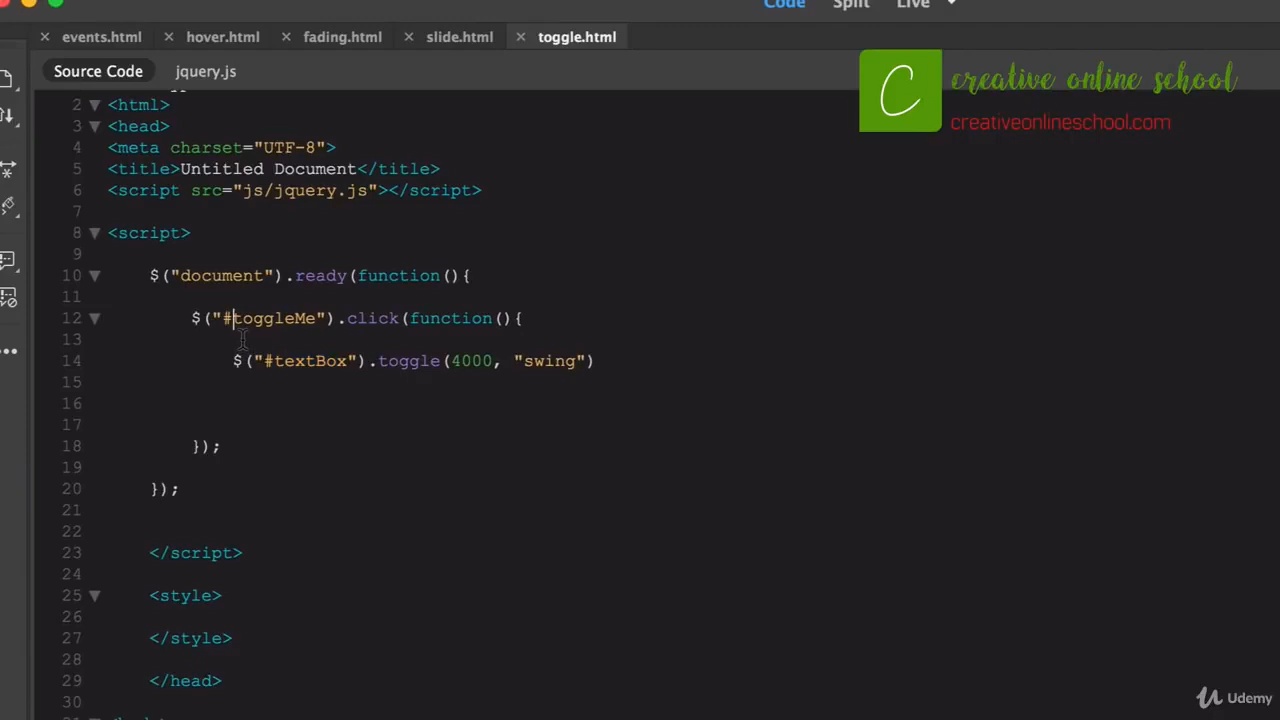 Code Split Live
events.html hover.html fading.html slide.html toggle.html
Source Code jquery.js
creative online school
creativeonlineschool.com
2 <html>
3 <head>
4 <meta charset="UTF-8">
5 <title>Untitled Document</title>
6 <script src="js/jquery.js"></script>
7
8 <script>
9
10 $("document").ready(function(){
11
12 $("#toggleMe").click(function(){
13
14 $("#textBox").toggle(4000, "swing")
15
16
17
18 });
19
20 });
21
22
23 </script>
24
25 <style>
26
27 </style>
28
29 </head>
30
Udemy